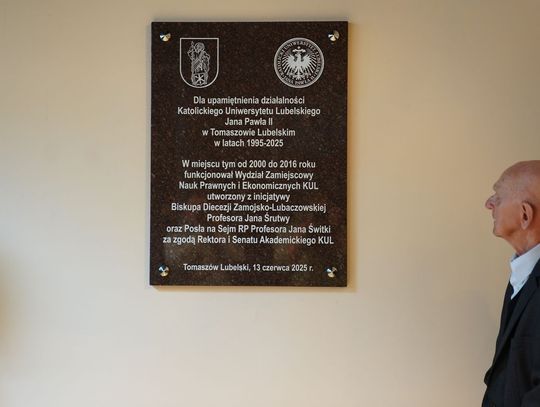 Dla upamiętnienia działalności
Katolickiego Uniwersytetu Lubelskiego
Jana Pawła II
w Tomaszowie Lubelskim
w latach 1995-2025
W miejscu tym od 2000 do 2016 roku
funkcjonował Wydział Zamiejscowy
Nauk Prawnych i Ekonomicznych KUL
utworzony z inicjatywy
Biskupa Diecezji Zamojsko-Lubaczowskiej
Profesora Jana Śrutwy
oraz Posła na Sejm RP Profesora Jana Świtki
za zgodą Rektora i Senatu Akademickiego KUL
Tomaszów Lubelski, 13 czerwca 2025 r.